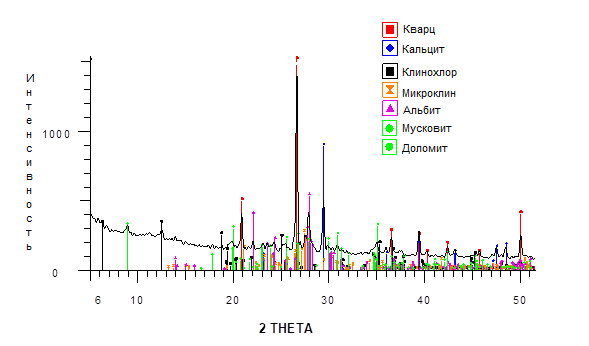 Кварц
Кальцит
Клинохлор
Микроклин
Альбит
Мусковит
Доломит
Интенсивность
1000
0
6 10 20 30 40 50
2 THETA